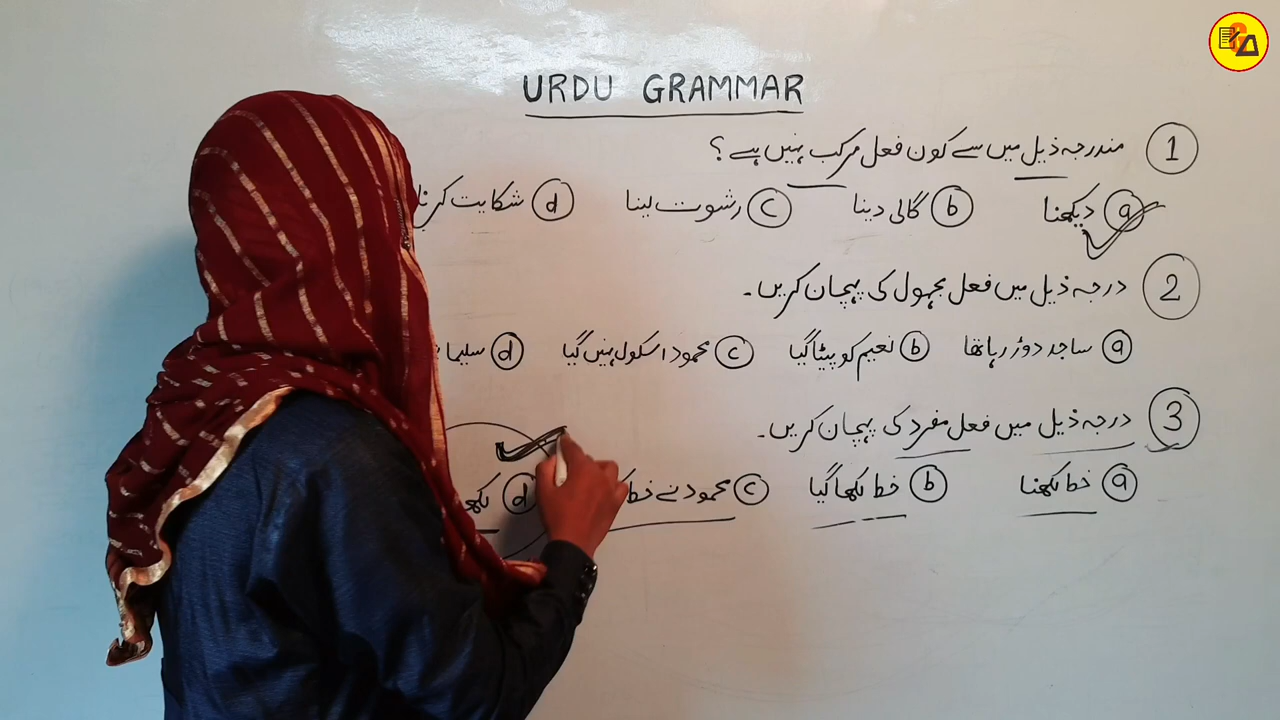 URDU GRAMMAR
1 مندرجہ ذیل میں سے کون فعل مرکب نہیں ہے؟
a دیکھنا b گالی دینا c رشوت لینا d شکایت کرنا
2 درجہ ذیل میں فعل مجہول کی پہچان کریں۔
a ساجد دوڑ رہا تھا b نعیم کو پیٹا گیا c محمود اسکول نہیں گیا d
3 درجہ ذیل میں فعل مفرد کی پہچان کریں۔
a خط لکھنا b خط لکھا گیا c محمود نے خط d